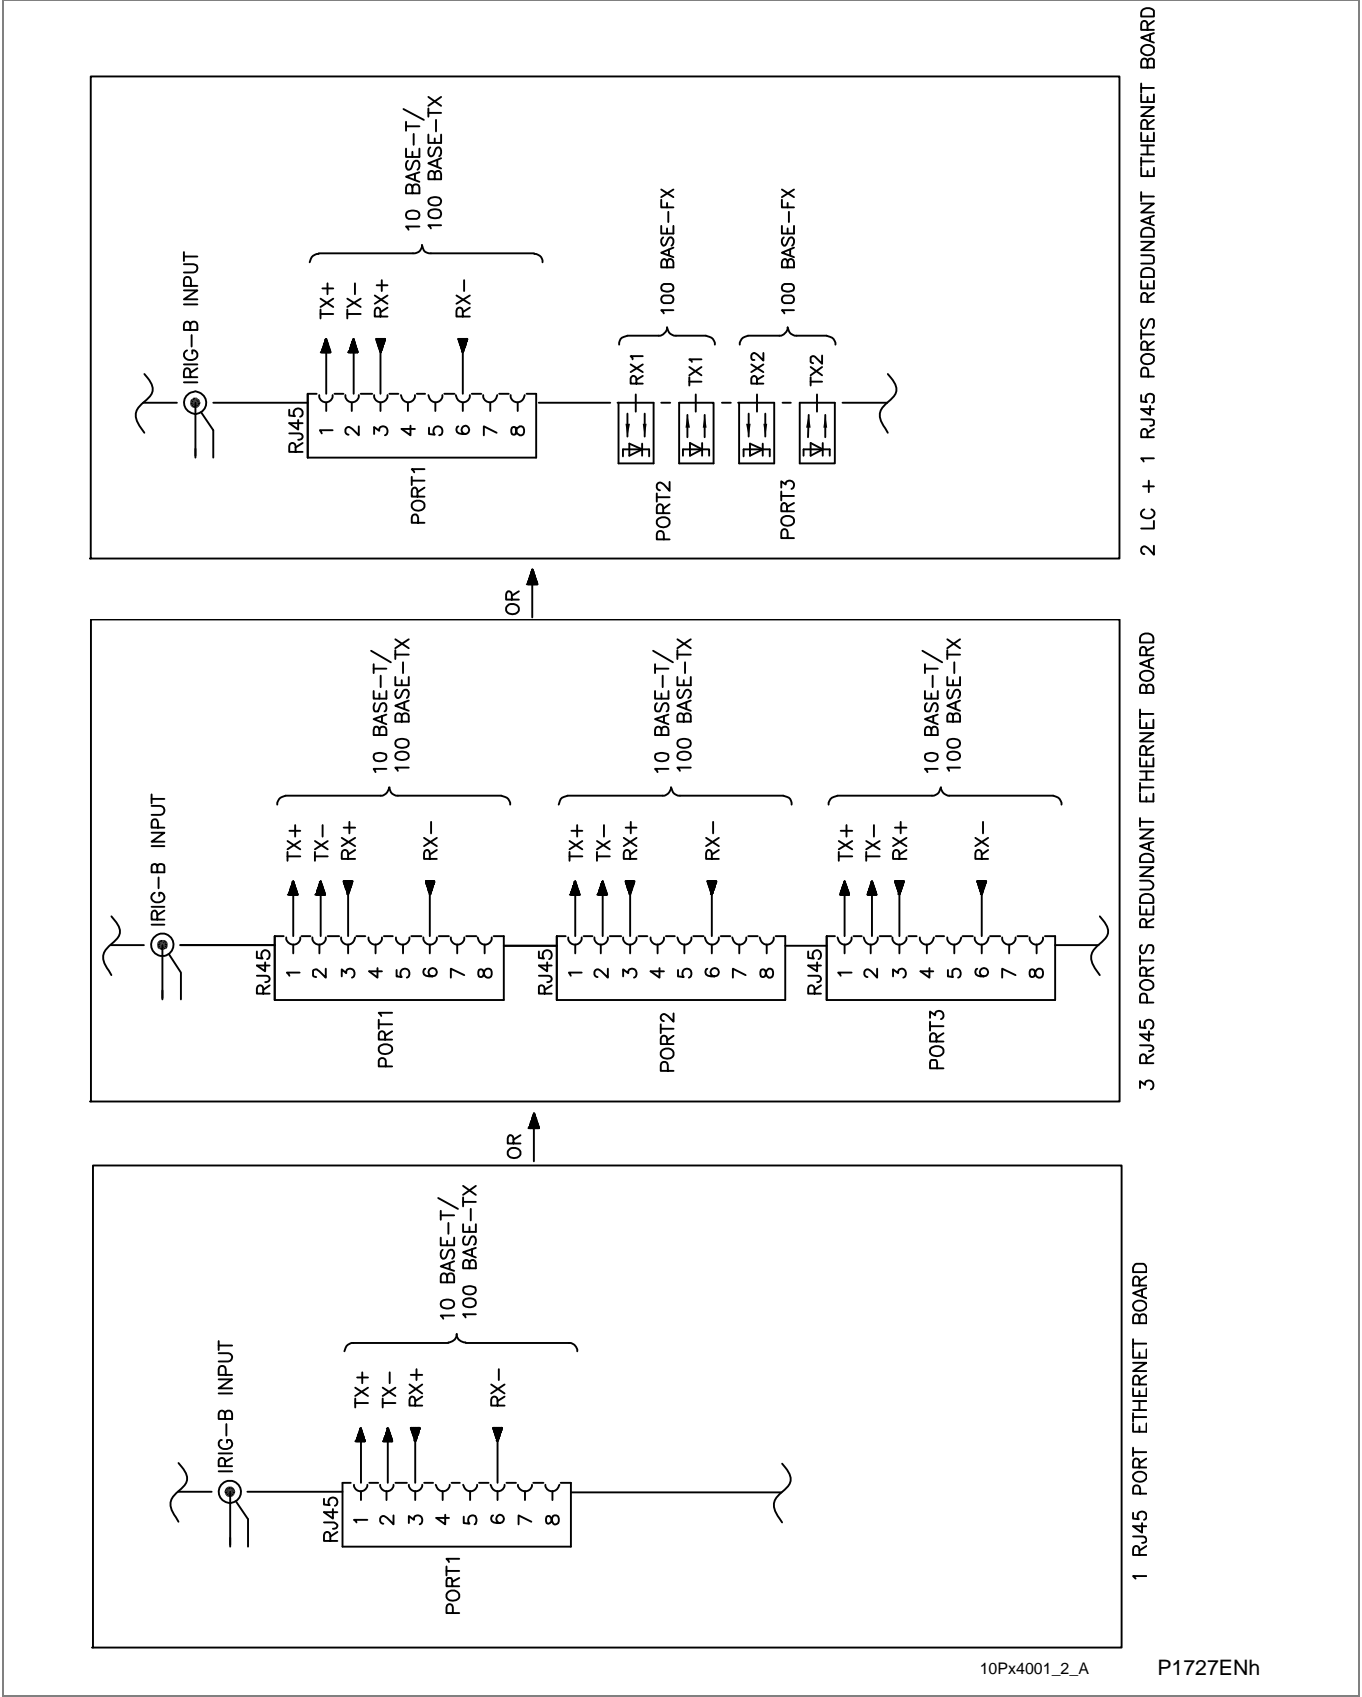 IRIG-B INPUT
RJ45
1
2
3
4
5
6
7
8
TX+
TX-
RX+
RX-
10 BASE-T/
100 BASE-TX
PORT1
1 RJ45 PORT ETHERNET BOARD
OR
IRIG-B INPUT
RJ45
1
2
3
4
5
6
7
8
TX+
TX-
RX+
RX-
10 BASE-T/
100 BASE-TX
PORT1
RJ45
1
2
3
4
5
6
7
8
TX+
TX-
RX+
RX-
10 BASE-T/
100 BASE-TX
PORT2
RJ45
1
2
3
4
5
6
7
8
TX+
TX-
RX+
RX-
10 BASE-T/
100 BASE-TX
PORT3
3 RJ45 PORTS REDUNDANT ETHERNET BOARD
OR
IRIG-B INPUT
RJ45
1
2
3
4
5
6
7
8
TX+
TX-
RX+
RX-
10 BASE-T/
100 BASE-TX
PORT1
RX1
TX1
100 BASE-FX
PORT2
RX2
TX2
100 BASE-FX
PORT3
2 LC + 1 RJ45 PORTS REDUNDANT ETHERNET BOARD
10Px4001_2_A
P1727ENh